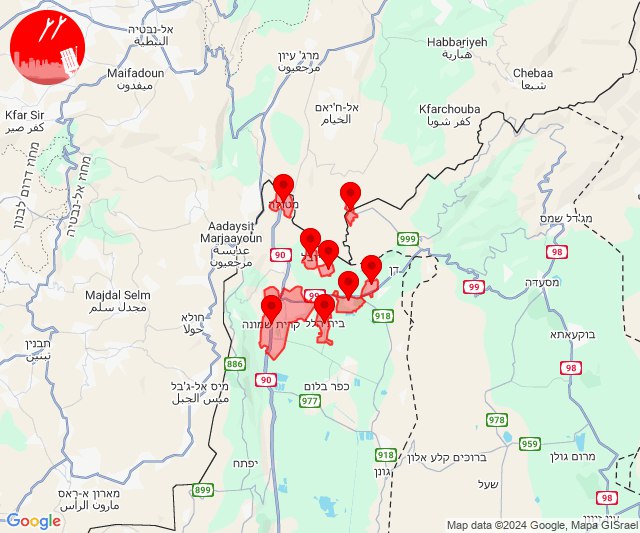 אל-נבטיה
النبطية
Maifadoun
ميفدون
Kfar Sir
كفر صير
מחוז דרום לבנון
מחוז אל-נבטיה
מרג' עיון
مرجعيون
Habbariyeh
هبارية
Chebaa
شبعا
Kfarchouba
كفر شوبا
אל-ח'יאם
الخيام
Aadaysit
Marjaayoun
عديسة
مرجعيون
מטולה
90
999
מג'דל שמס
98
דן
99
מסעדה
Majdal Selm
مجدل سلم
חולא
حولا
תבנין
تبنين
קרית שמונה
בית הלל
918
בוקעאתא
886
98
מיס אל-ג'בל
ميس الجبل
90
כפר בלום
977
978
959
918
ברוכים קלע אלון
מרום גולן
יפתח
גונן
שעל
899
מארון א-ראס
مارون الراس
98
Google
Map data ©2024 Google, Mapa GISrael